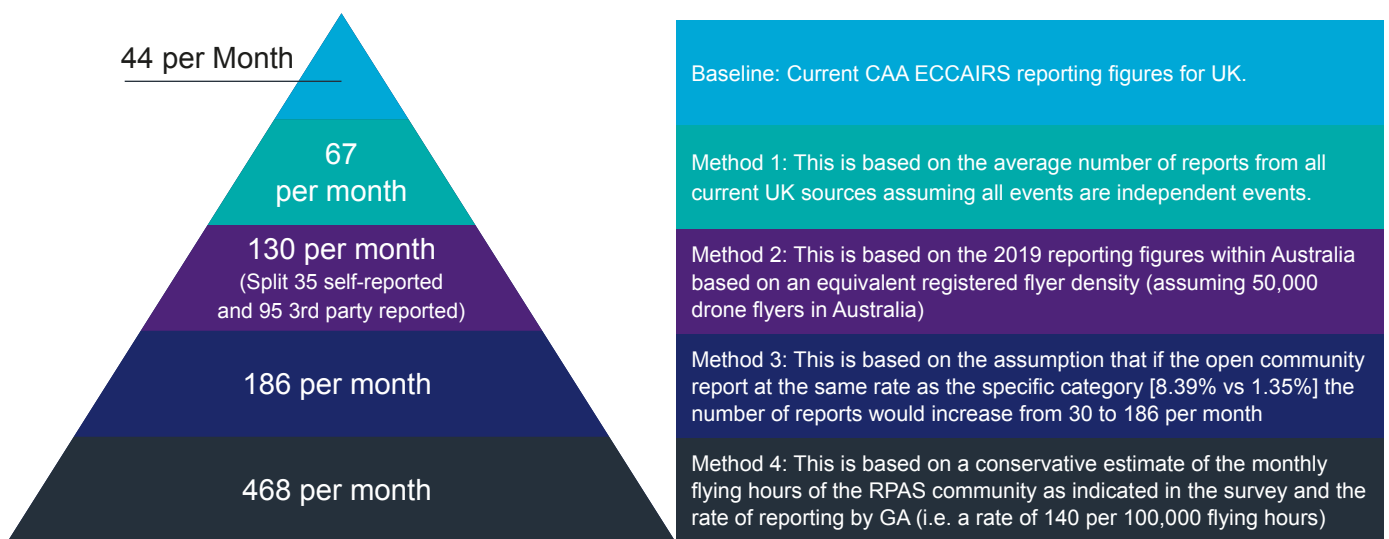 44 per Month
Baseline: Current CAA ECCAIRS reporting figures for UK.
67
per month
Method 1: This is based on the average number of reports from all
current UK sources assuming all events are independent events.
130 per month
(Split 35 self-reported
and 95 3rd party reported)
Method 2: This is based on the 2019 reporting figures within Australia
based on an equivalent registered flyer density (assuming 50,000
drone flyers in Australia)
186 per month
Method 3: This is based on the assumption that if the open community
report at the same rate as the specific category [8.39% vs 1.35%] the
number of reports would increase from 30 to 186 per month
468 per month
Method 4: This is based on a conservative estimate of the monthly
flying hours of the RPAS community as indicated in the survey and the
rate of reporting by GA (i.e. a rate of 140 per 100,000 flying hours)